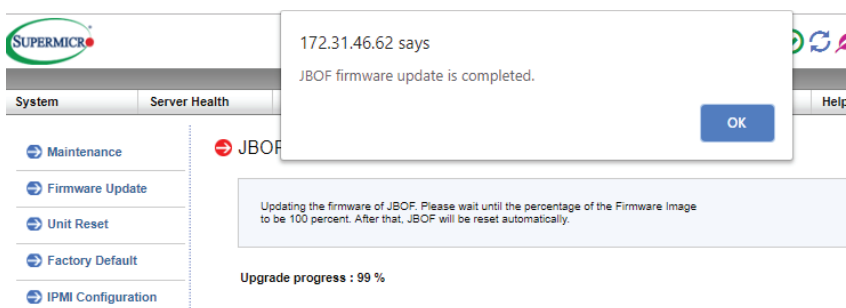 SUPERMICR
172.31.46.62 says
JBOF firmware update is completed.
OK
System Server Health Help
Maintenance
Firmware Update
Unit Reset
Factory Default
IPMI Configuration
JBOF
Updating the firmware of JBOF. Please wait until the percentage of the Firmware Image
to be 100 percent. After that, JBOF will be reset automatically.
Upgrade progress : 99 %